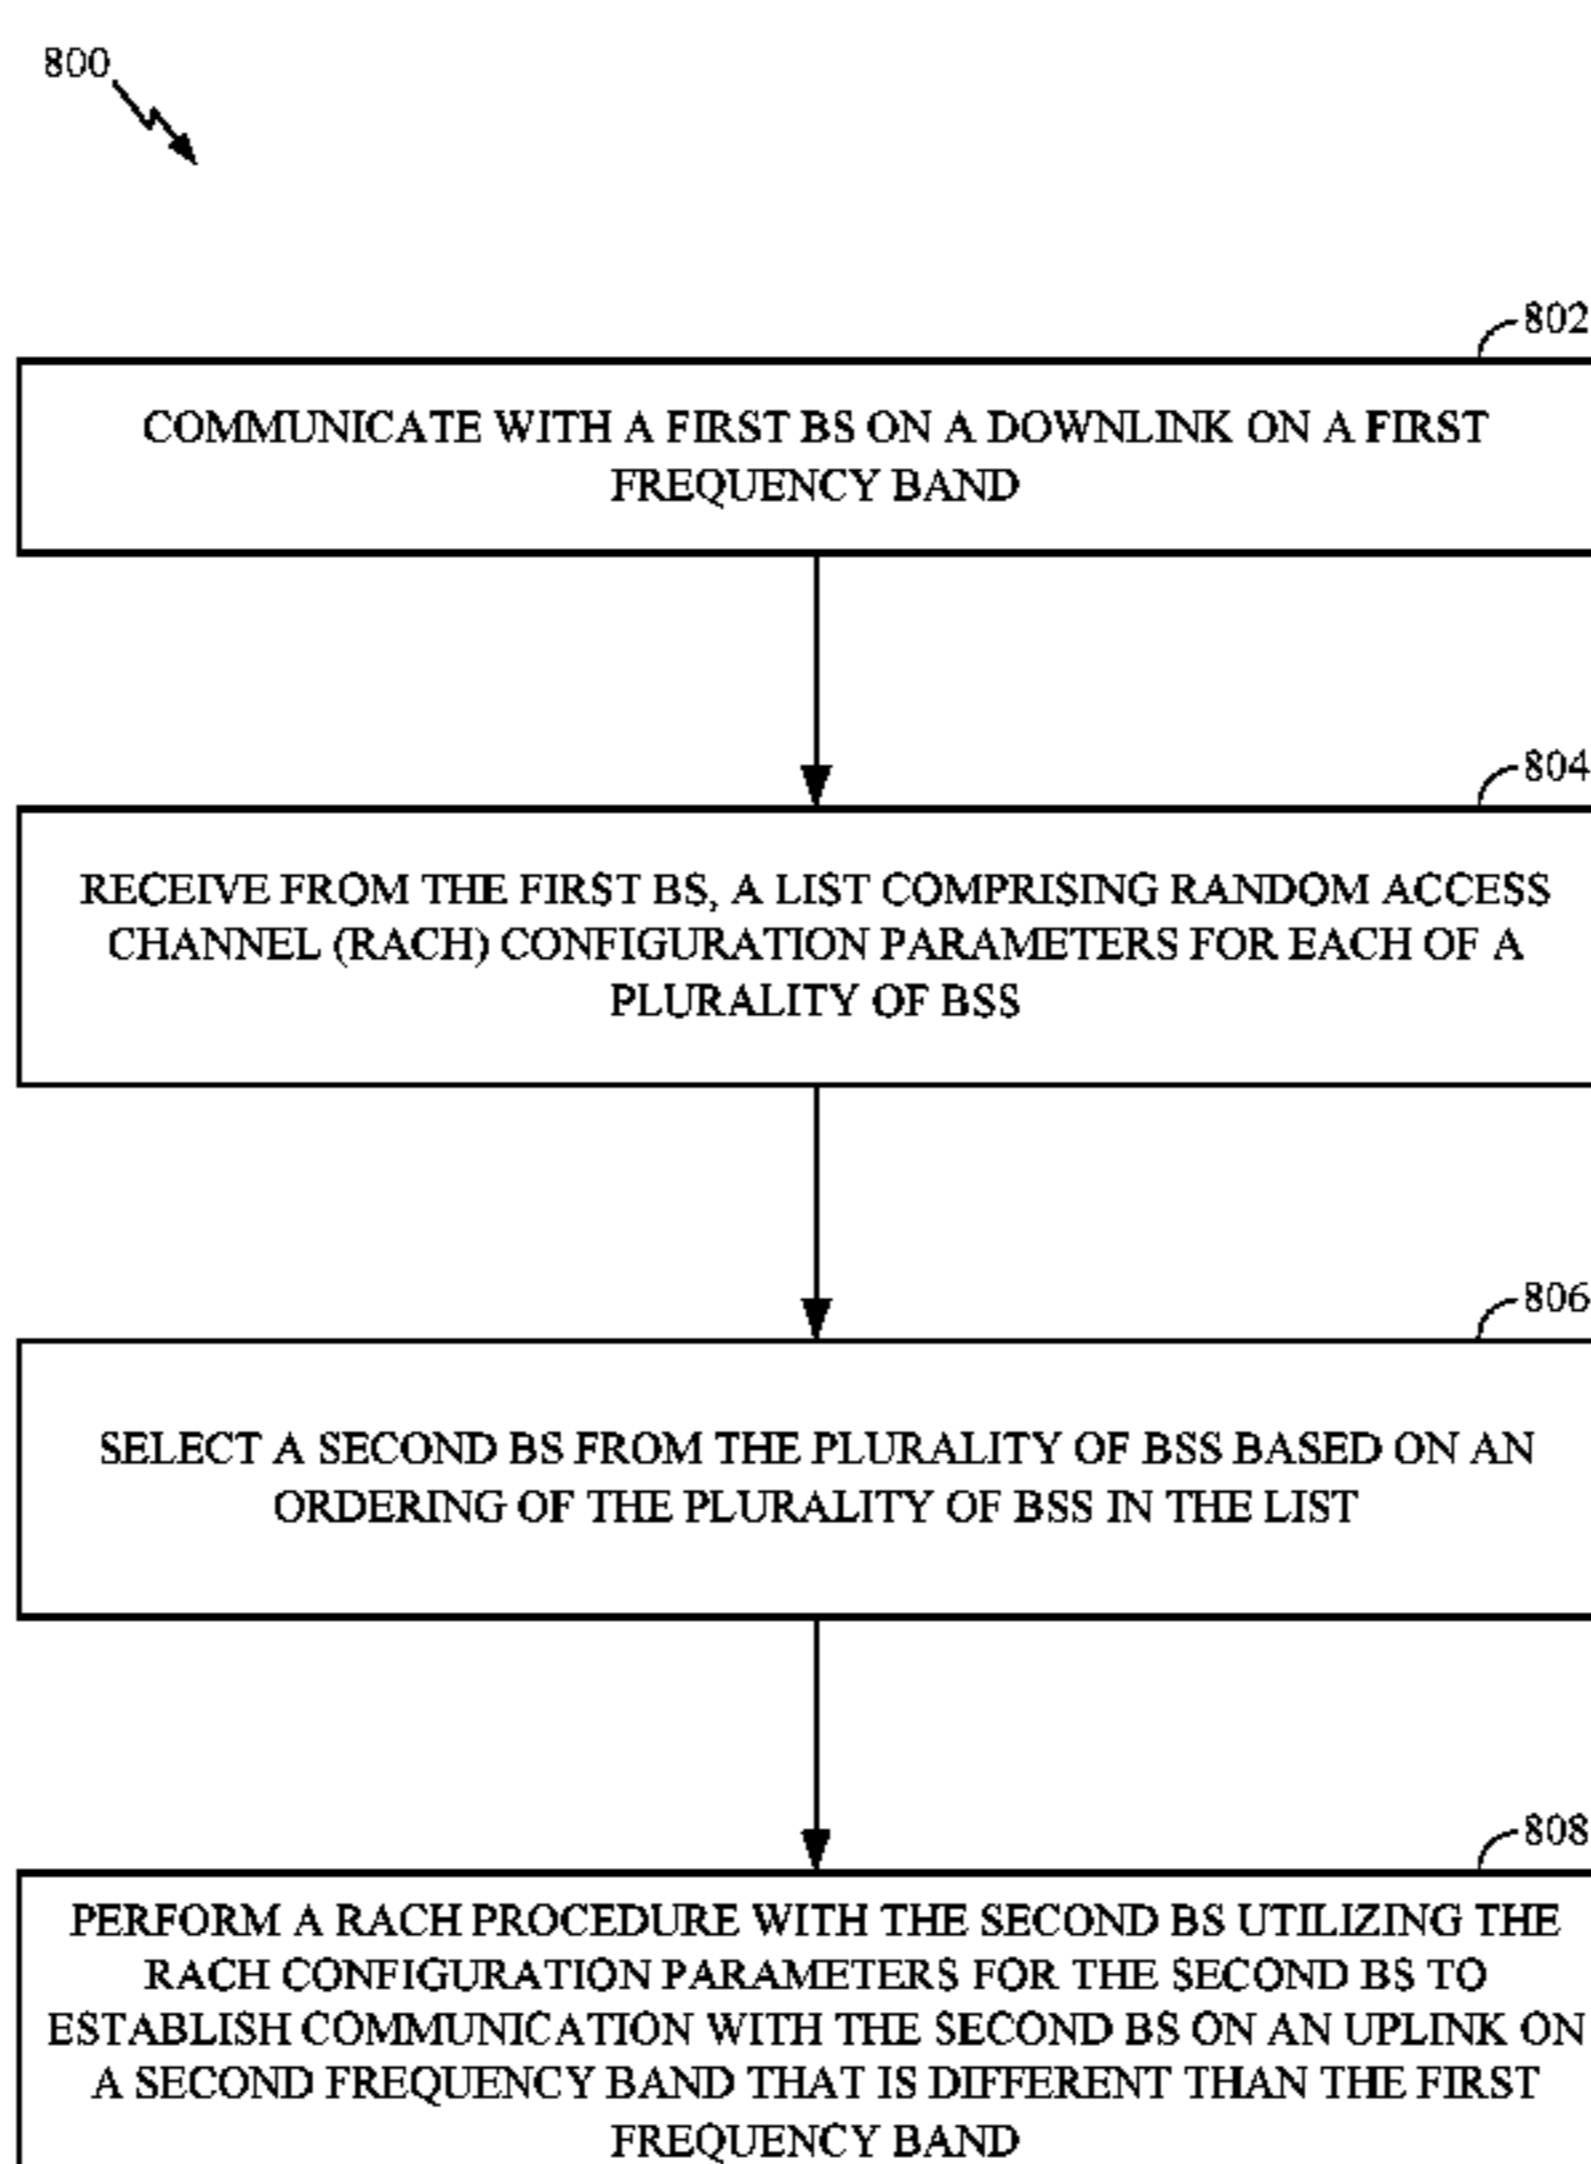 800
802
COMMUNICATE WITH A FIRST BS ON A DOWNLINK ON A FIRST
FREQUENCY BAND
804
RECEIVE FROM THE FIRST BS, A LIST COMPRISING RANDOM ACCESS
CHANNEL (RACH) CONFIGURATION PARAMETERS FOR EACH OF A
PLURALITY OF BSS
806
SELECT A SECOND BS FROM THE PLURALITY OF BSS BASED ON AN
ORDERING OF THE PLURALITY OF BSS IN THE LIST
808
PERFORM A RACH PROCEDURE WITH THE SECOND BS UTILIZING THE
RACH CONFIGURATION PARAMETERS FOR THE SECOND BS TO
ESTABLISH COMMUNICATION WITH THE SECOND BS ON AN UPLINK ON
A SECOND FREQUENCY BAND THAT IS DIFFERENT THAN THE FIRST
FREQUENCY BAND